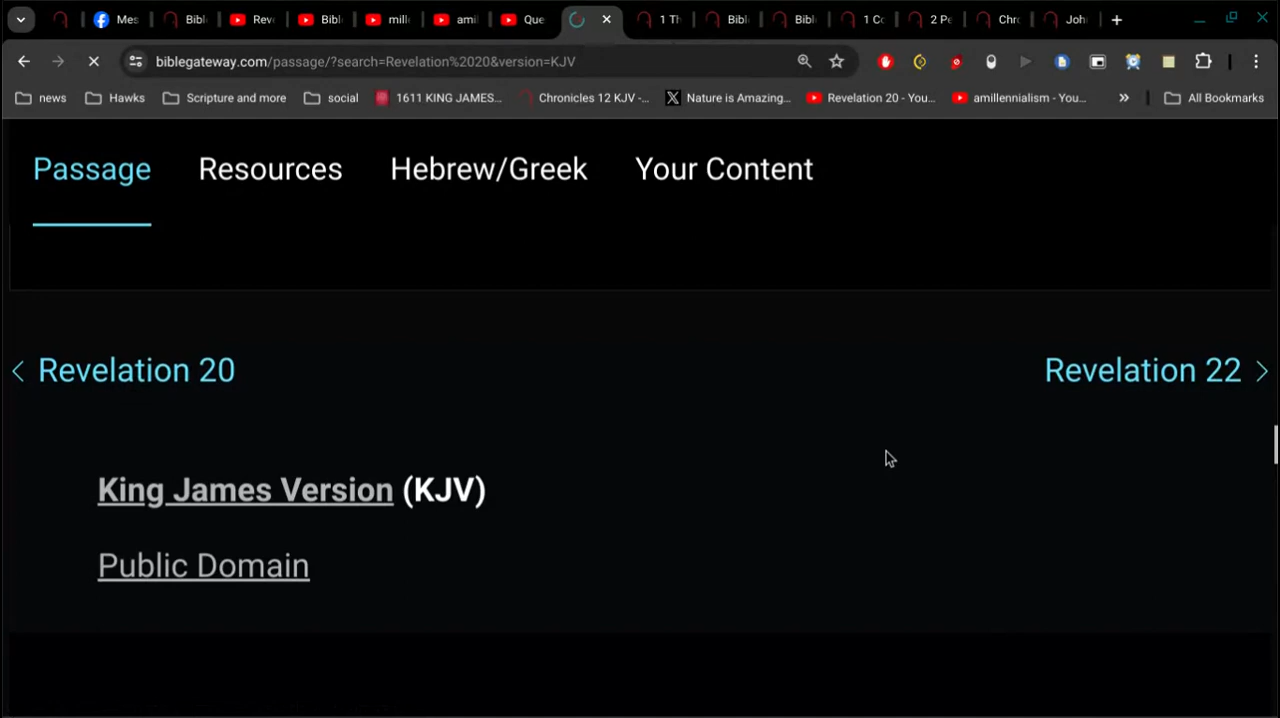 Mes Bibl Rev Bibl mill ami Que 1 Th Bibl Bibl 1 Co 2 Pe Chr Joh
biblegateway.com/passage/?search=Revelation%2020&version=KJV
news Hawks Scripture and more social 1611 KING JAMES... Chronicles 12 KJV -... Nature is Amazing... Revelation 20 - You... amillennialism - You... » All Bookmarks
Passage Resources Hebrew/Greek Your Content
Revelation 20 Revelation 22
King James Version (KJV)
Public Domain